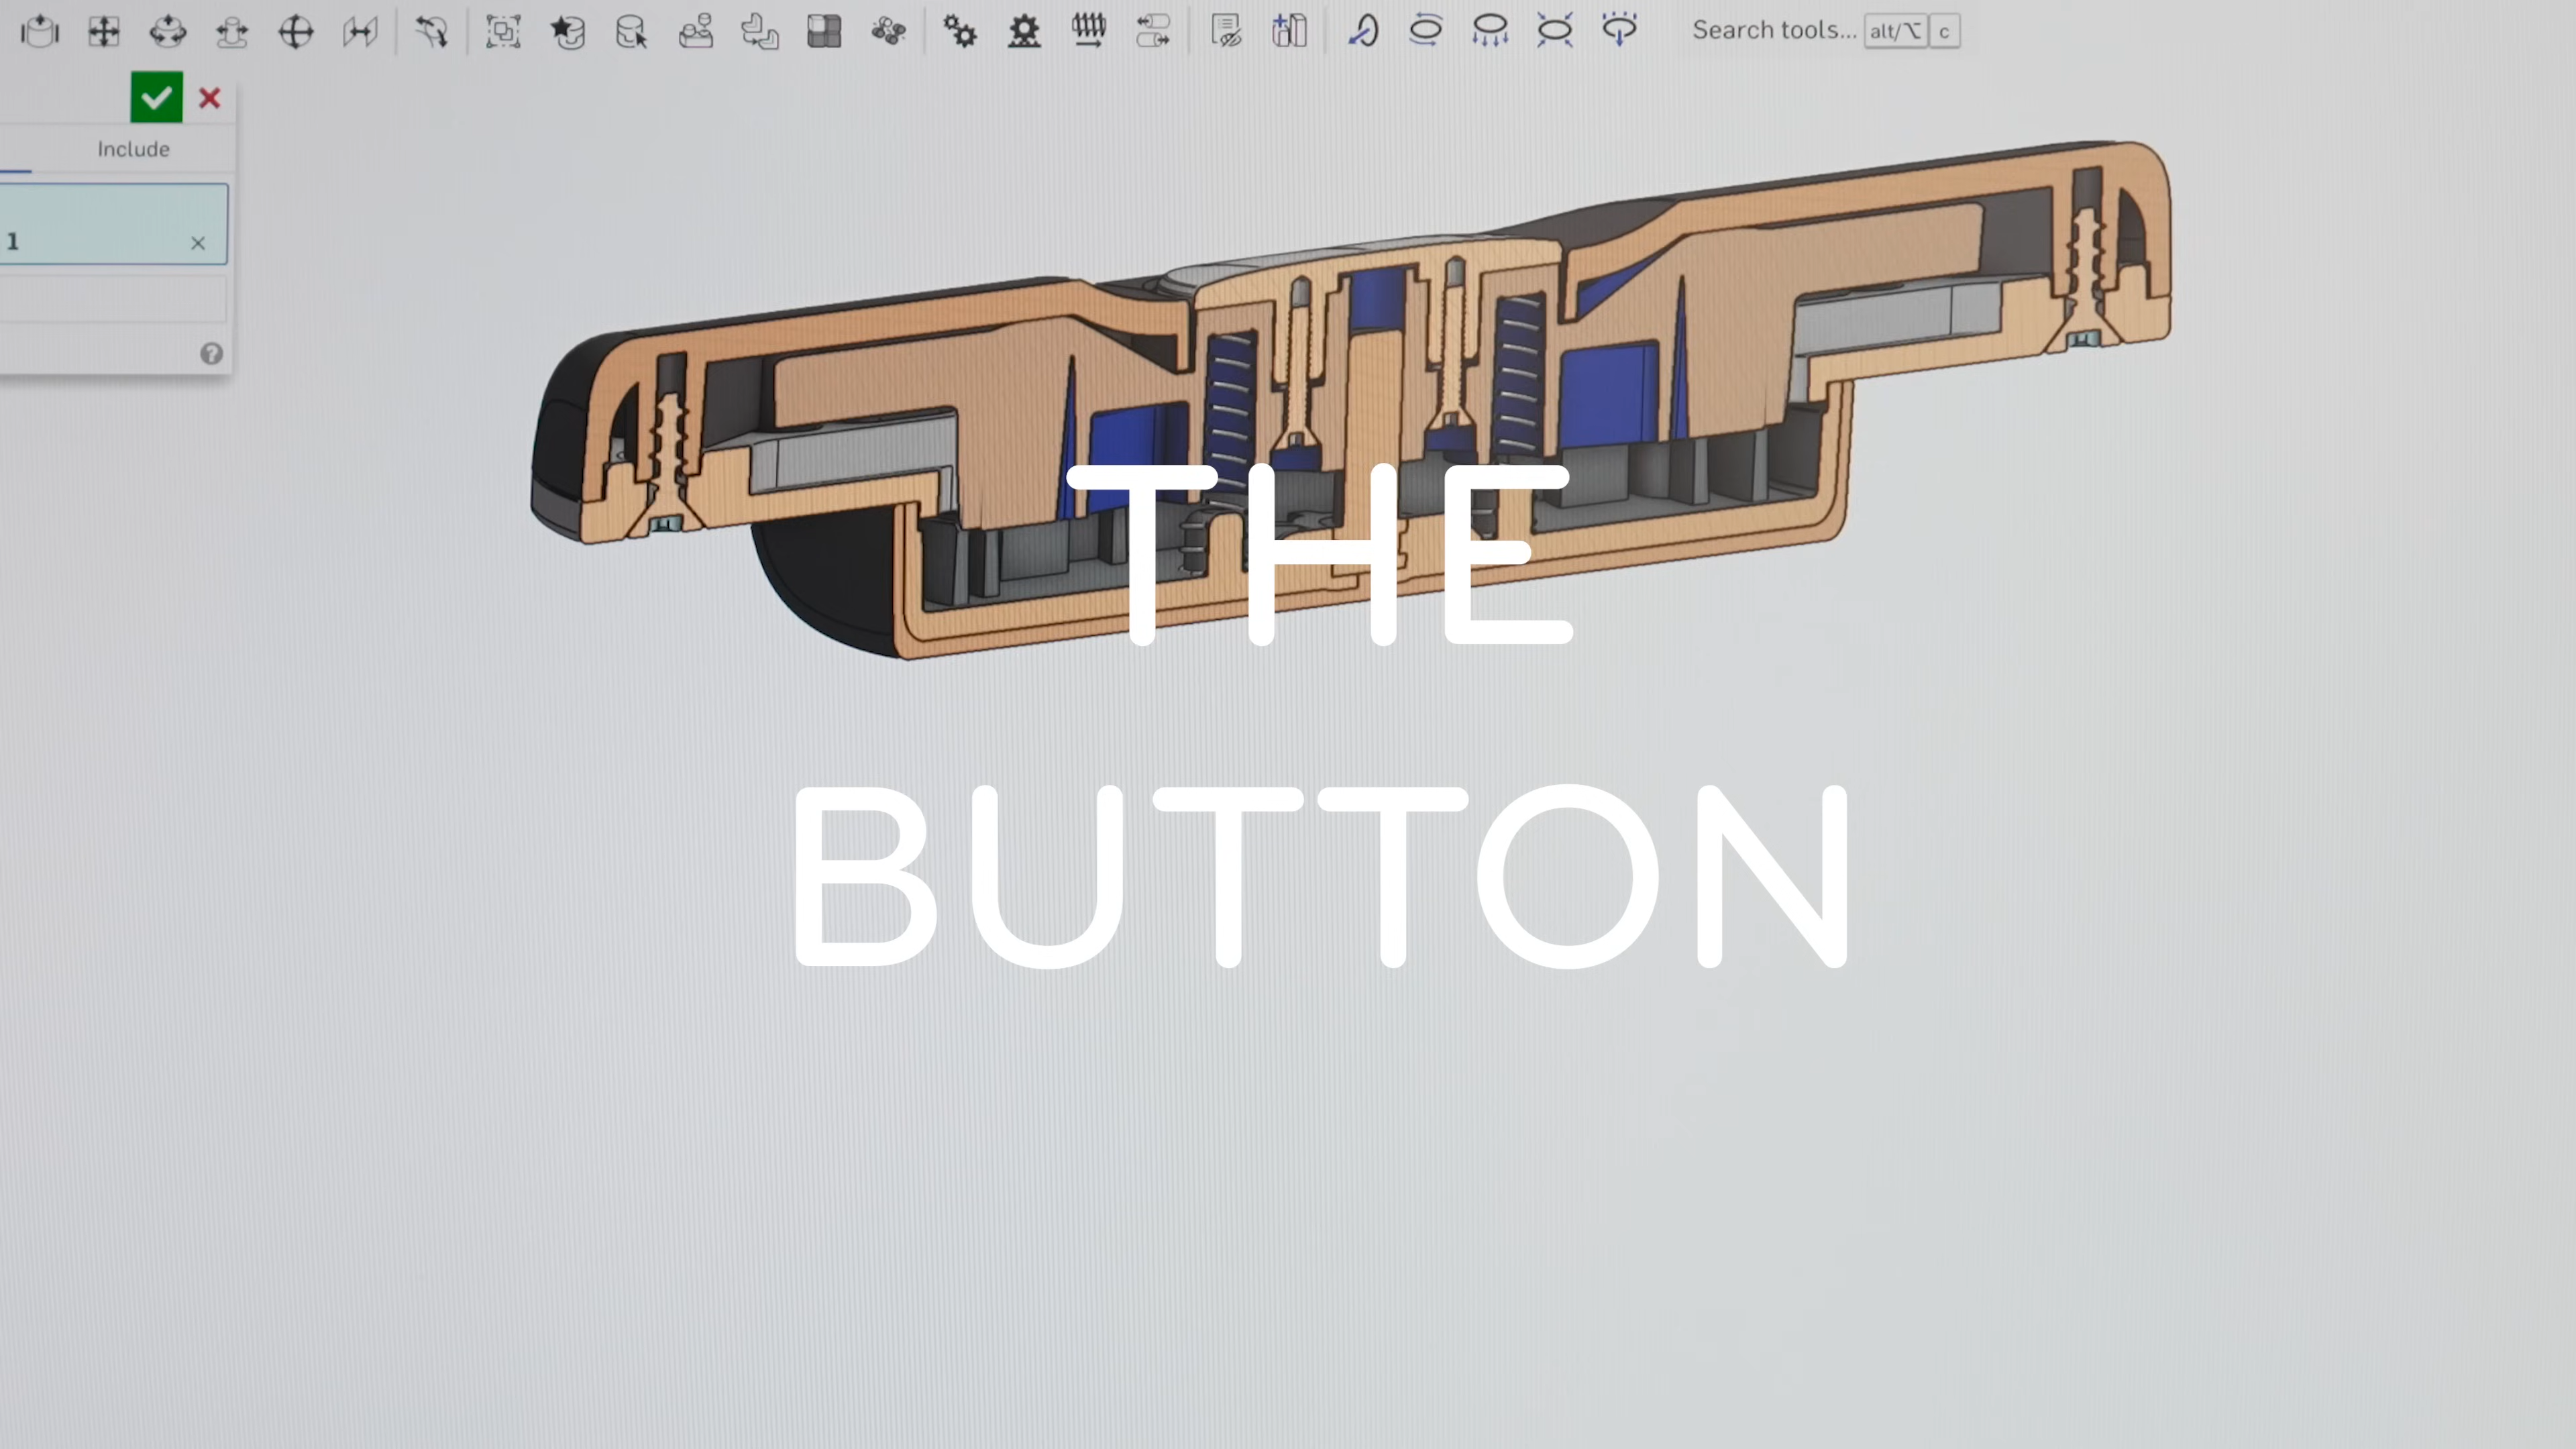 Search tools... alt/⌥ c
Include
1
THE
BUTTON